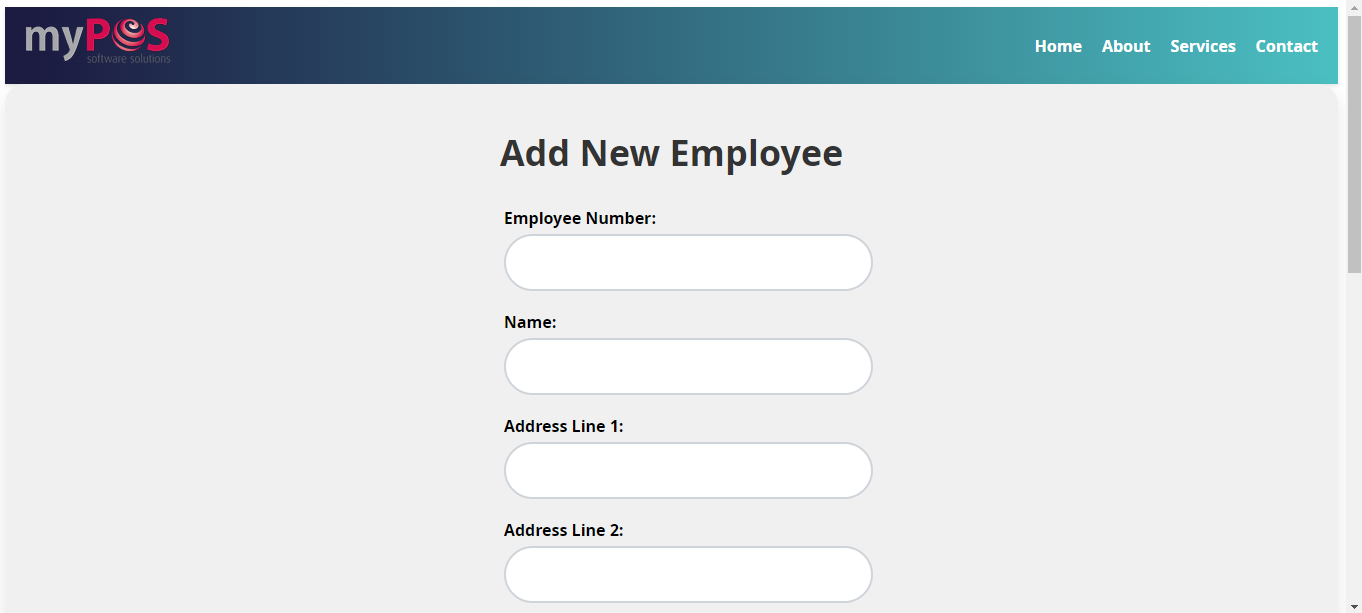 myPOS
software solutions
Home About Services Contact
Add New Employee
Employee Number:
Name:
Address Line 1:
Address Line 2: